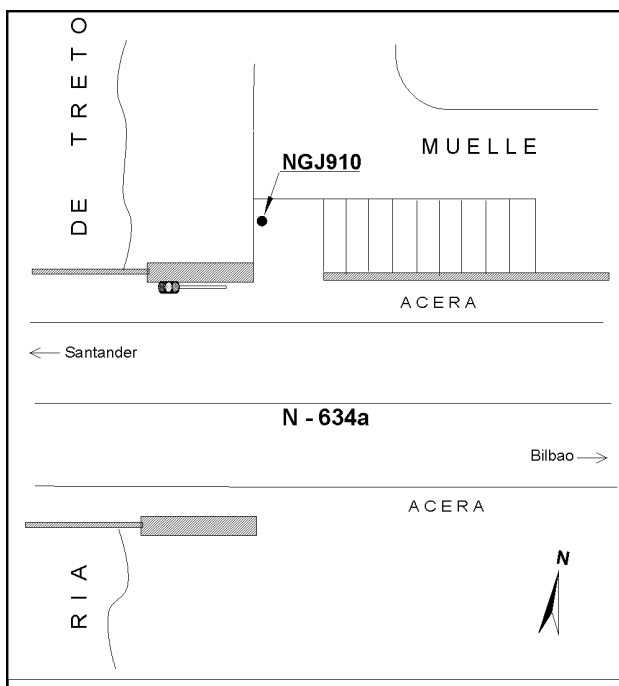 DE TRETO
MUELLE
NGJ910
ACERA
Santander
N - 634a
Bilbao
ACERA
RIA
N